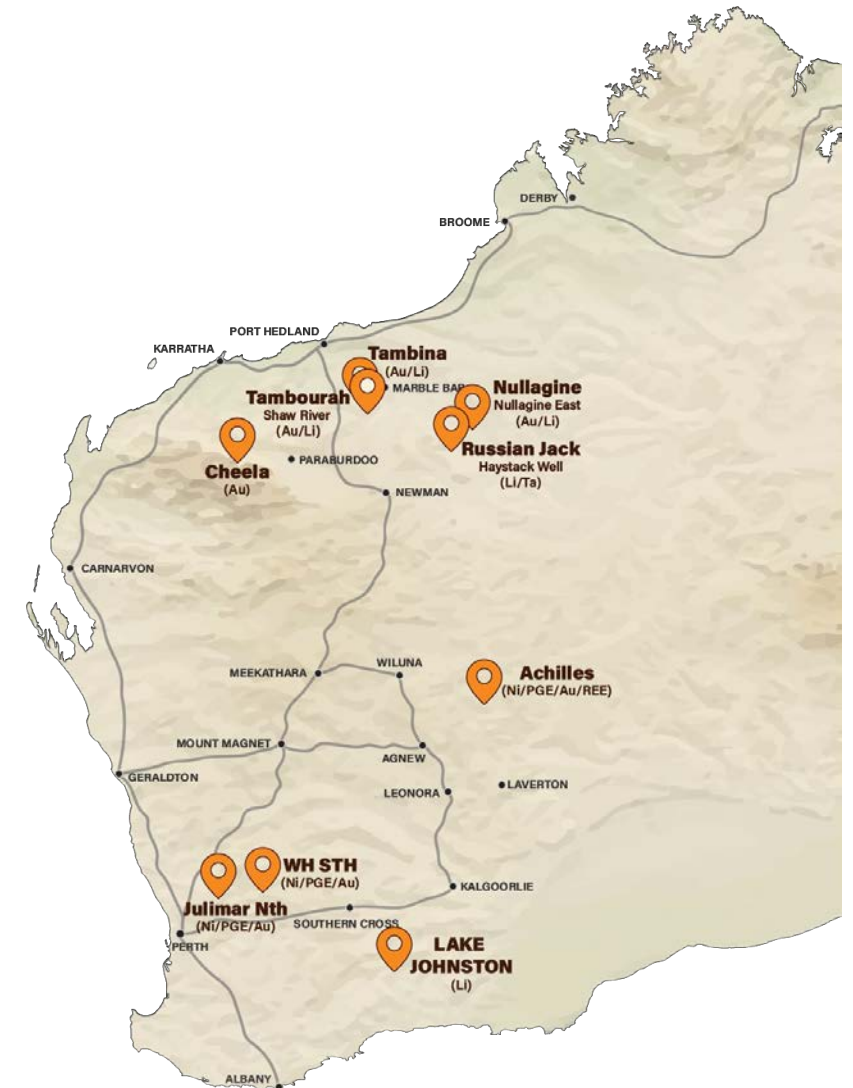 DERBY
BROOME
PORT HEDLAND
KARRATHA
Tambina
(Au/Li)
MARBLE BAR
Tambourah
Shaw River
(Au/Li)
Nullagine
Nullagine East
(Au/Li)
Russian Jack
Haystack Well
(Li/Ta)
Cheela
(Au)
PARABURDOO
NEWMAN
CARNARVON
MEEKATHARA
WILUNA
Achilles
(Ni/PGE/Au/REE)
MOUNT MAGNET
AGNEW
GERALDTON
LEONORA
LAVERTON
WH STH
(Ni/PGE/Au)
KALGOORLIE
Julimar Nth
(Ni/PGE/Au)
SOUTHERN CROSS
PERTH
LAKE
JOHNSTON
(Li)
ALBANY